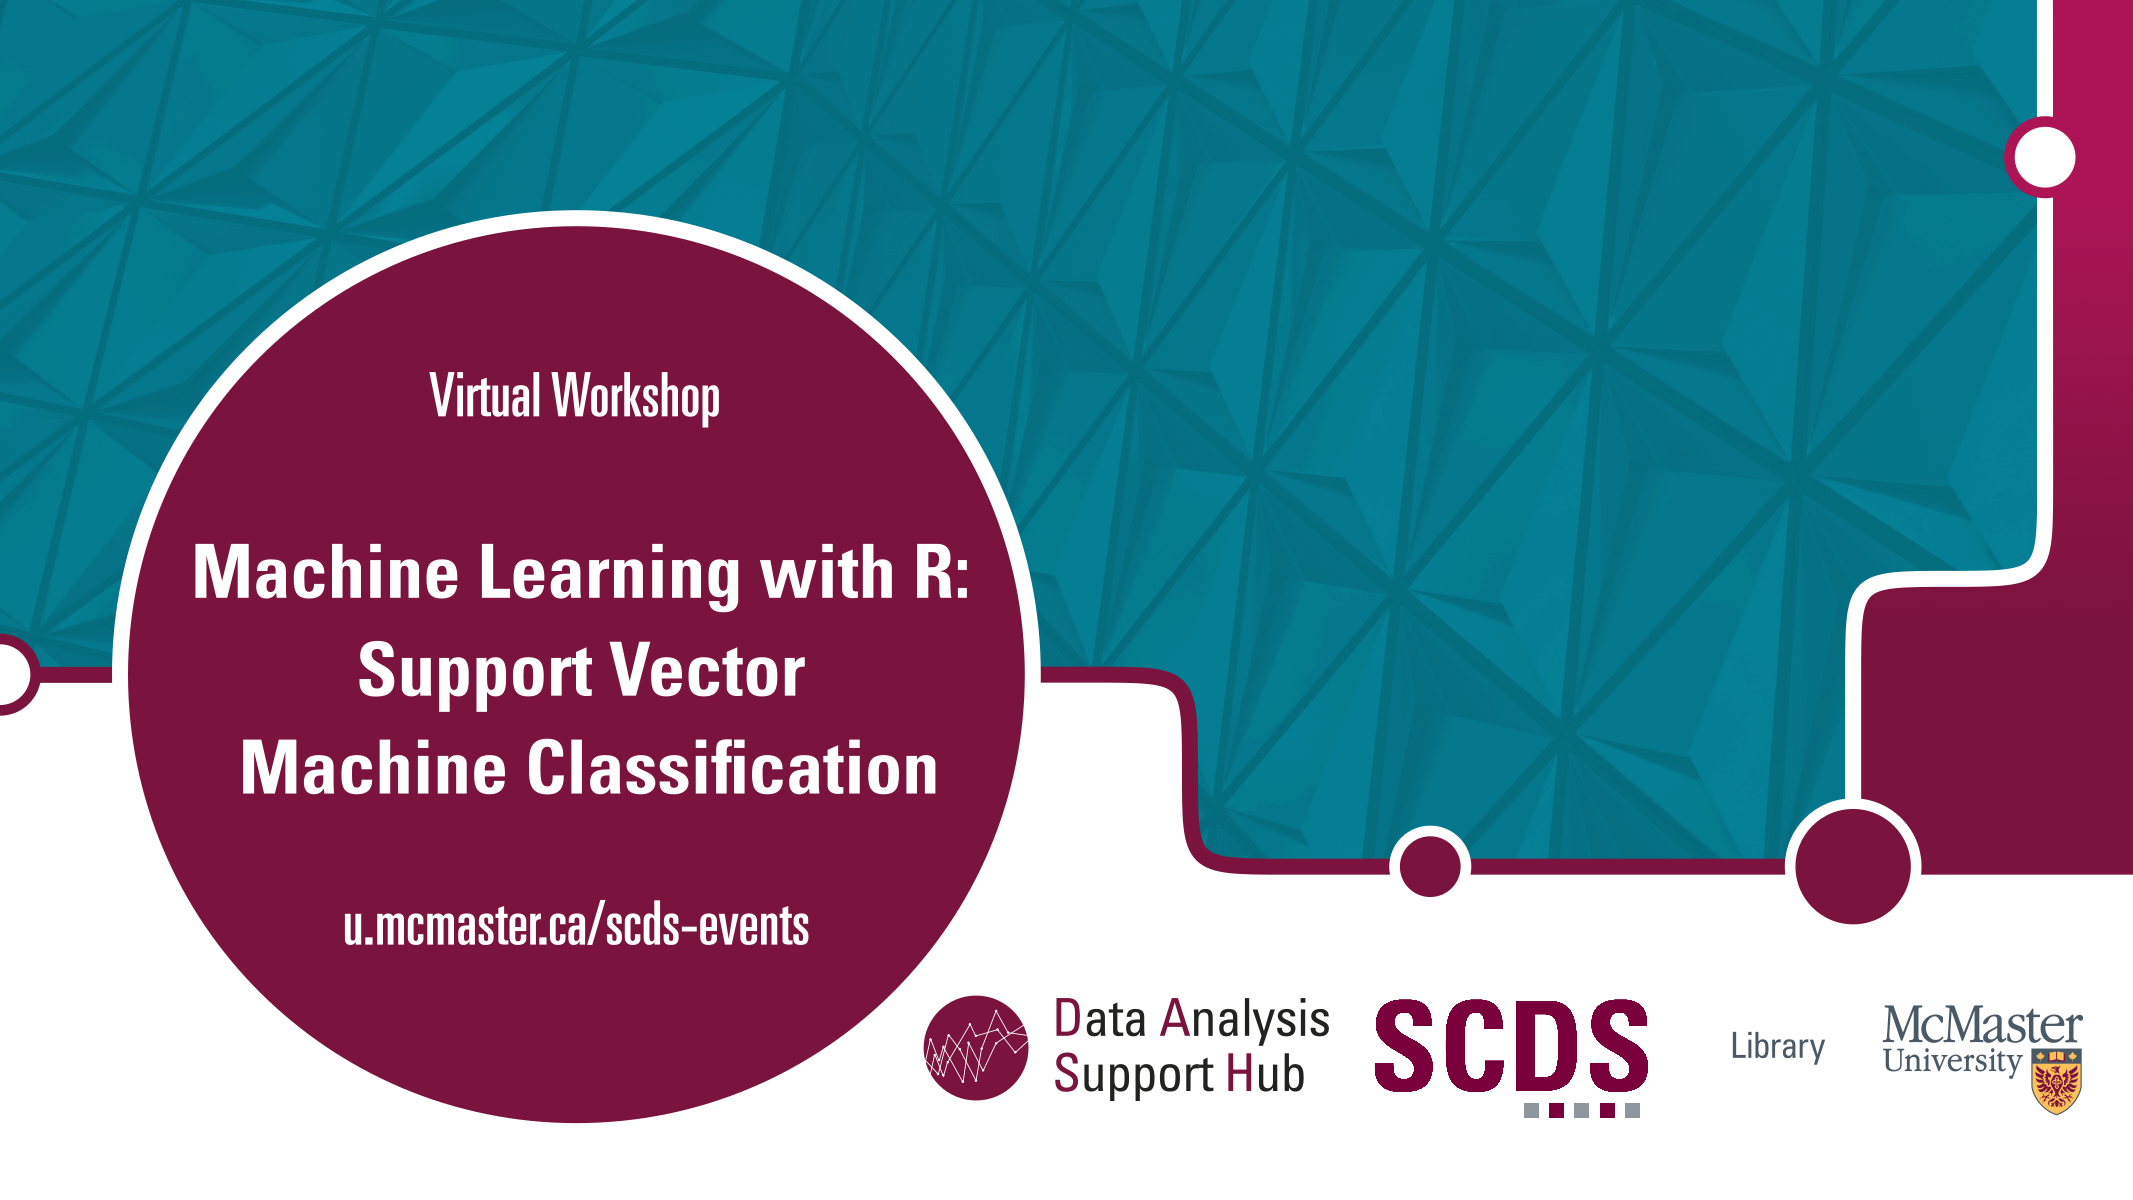 Virtual Workshop
Machine Learning with R:
Support Vector
Machine Classification
u.mcmaster.ca/scds-events
Data Analysis
Support Hub
SCDS
Library
McMaster
University